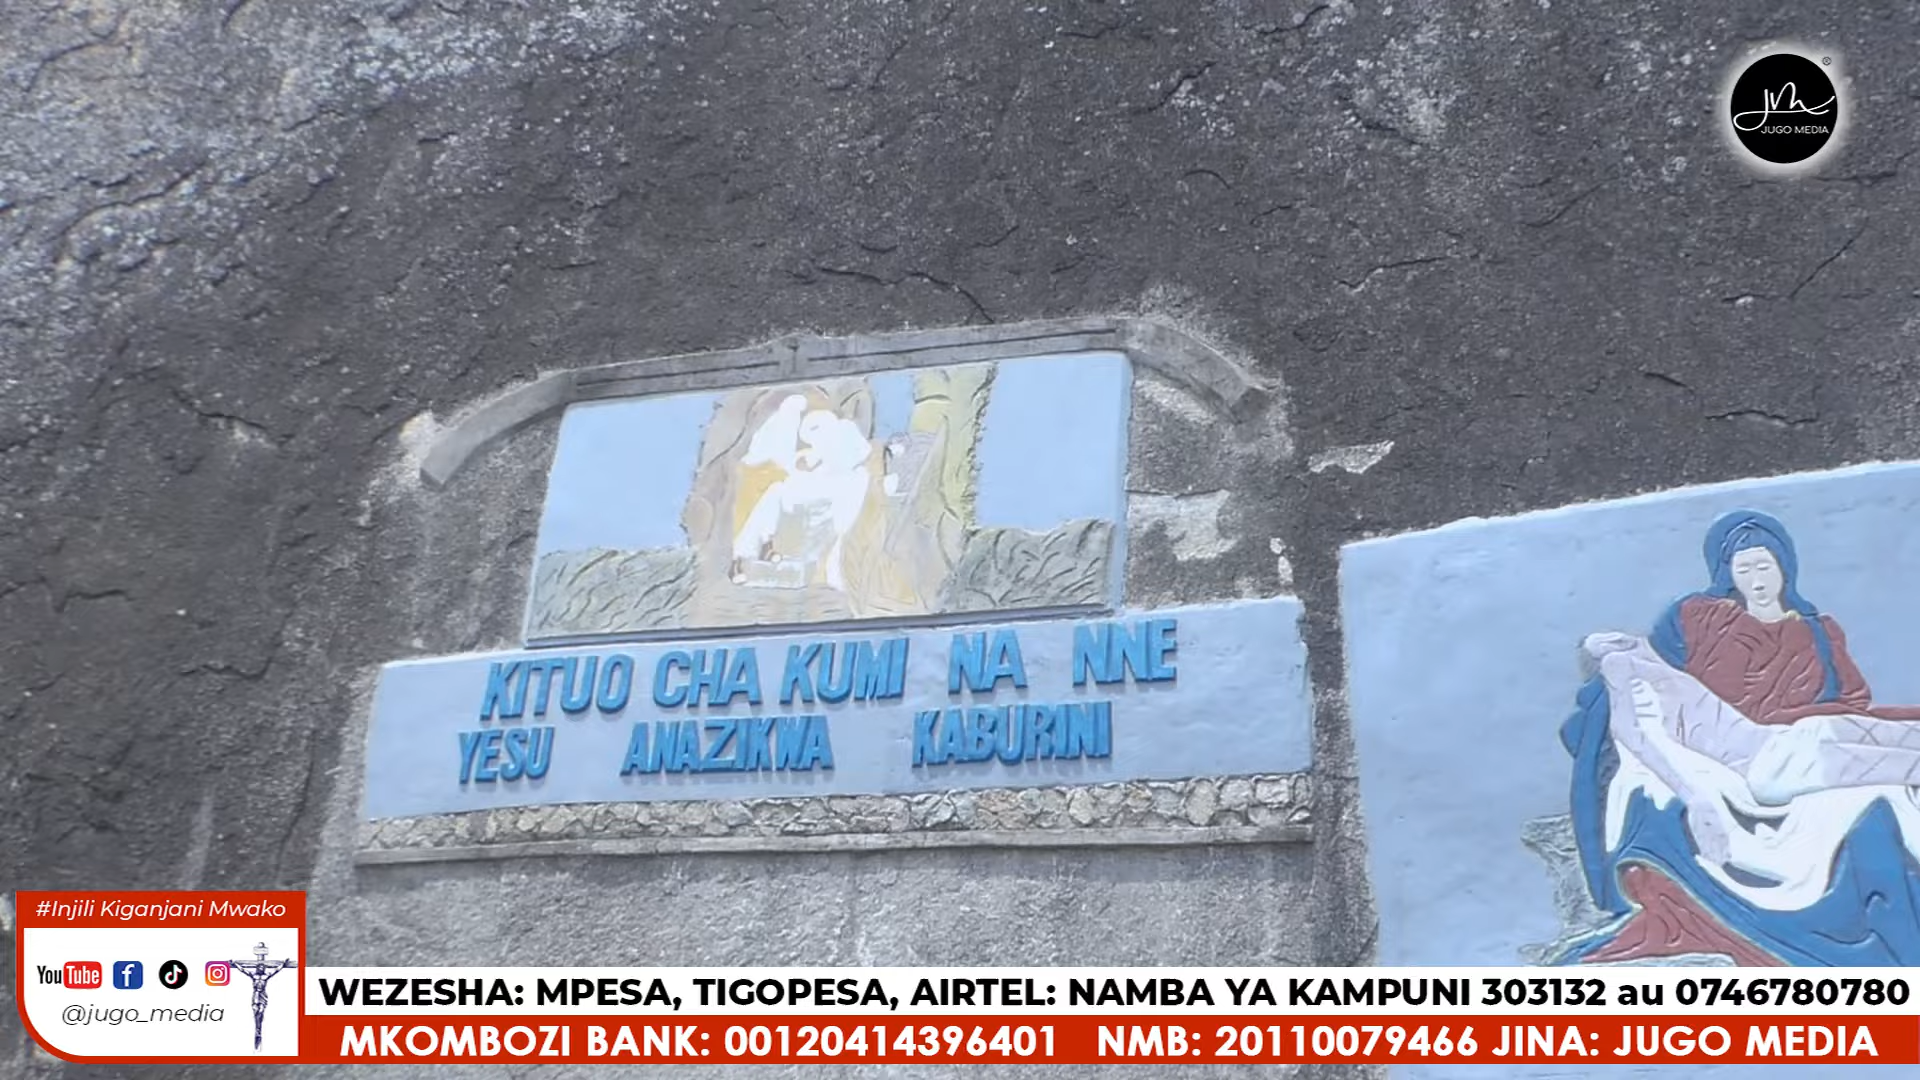 JM
®
JUGO MEDIA
KITUO CHA KUMI NA NNE
YESU ANAZIKWA KABURINI
#Injili Kiganjani Mwako
YouTube
@jugo_media
WEZESHA: MPESA, TIGOPESA, AIRTEL: NAMBA YA KAMPUNI 303132 au 0746780780
MKOMBOZI BANK: 00120414396401 NMB: 20110079466 JINA: JUGO MEDIA